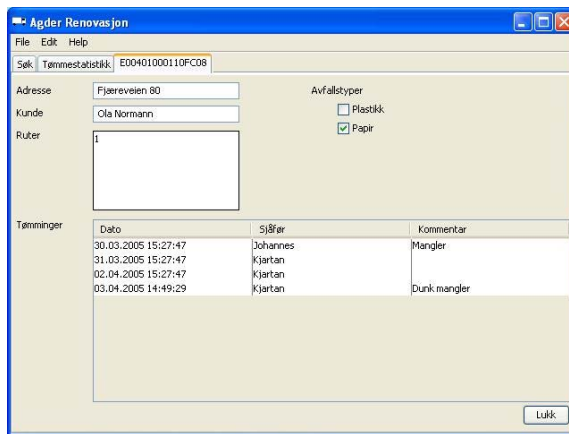 Agder Renovasjon
File Edit Help
Søk Tømmestatistikk E00401000110FC08
Adresse Fjæreveien 80 Avfallstyper
Plastikk
Kunde Ola Normann
Papir
Ruter 1
Tømminger Dato Sjåfør Kommentar
30.03.2005 15:27:47 Johannes Mangler
31.03.2005 15:27:47 Kjartan
02.04.2005 15:27:47 Kjartan
03.04.2005 14:49:29 Kjartan Dunk mangler
Lukk